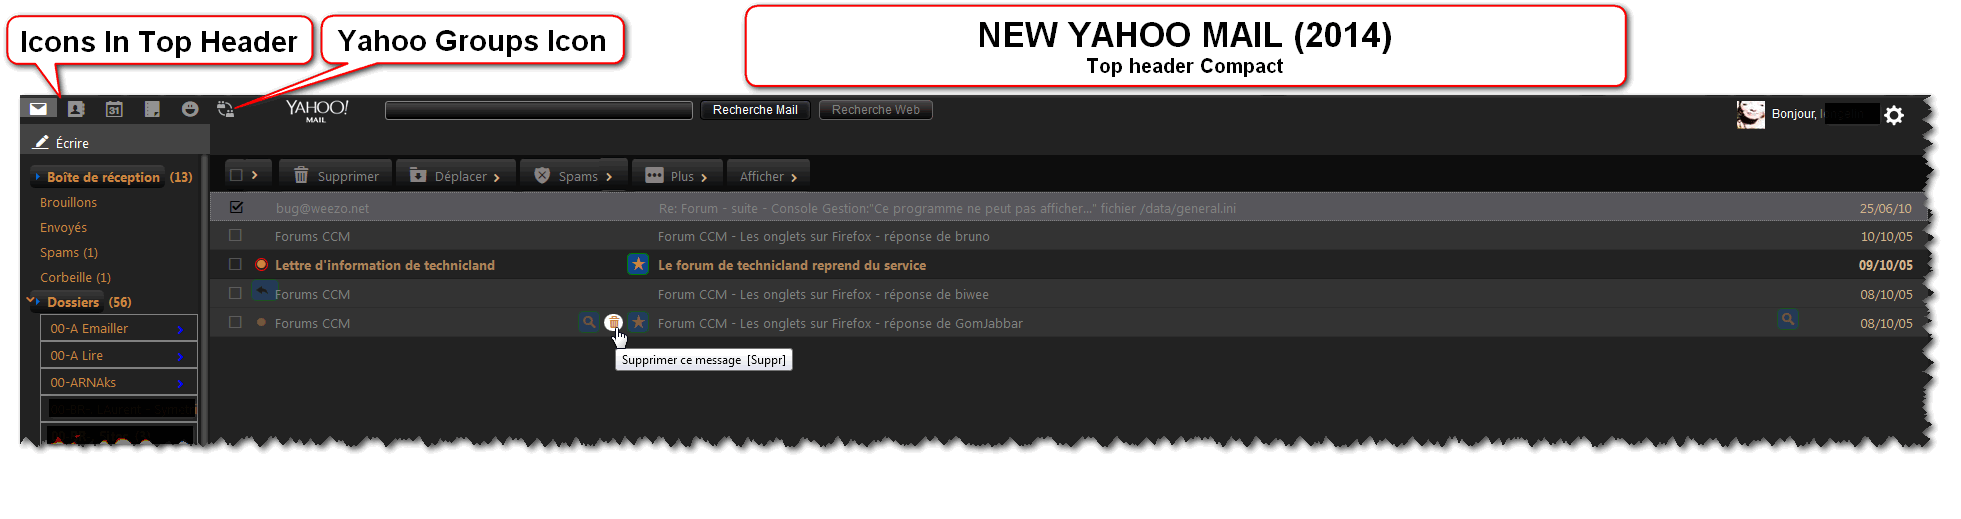 Icons In Top Header
Yahoo Groups Icon
NEW YAHOO MAIL (2014)
Top header Compact
31
YAHOO!
MAIL
Recherche Mail
Recherche Web
Bonjour,
Écrire
Boîte de réception (13)
Brouillons
Envoyés
Spams (1)
Corbeille (1)
Dossiers (56)
00-A Emailler
00-A Lire
00-ARNAks
Supprimer
Déplacer
Spams
Plus
Afficher
bug@weezo.net Re: Forum - suite - Console Gestion:"Ce programme ne peut pas afficher..." fichier /data/general.ini 25/06/10
Forums CCM Forum CCM - Les onglets sur Firefox - réponse de bruno 10/10/05
Lettre d'information de technicland Le forum de technicland reprend du service 09/10/05
Forums CCM Forum CCM - Les onglets sur Firefox - réponse de biwee 08/10/05
Forums CCM Forum CCM - Les onglets sur Firefox - réponse de GomJabbar 08/10/05
Supprimer ce message [Suppr]